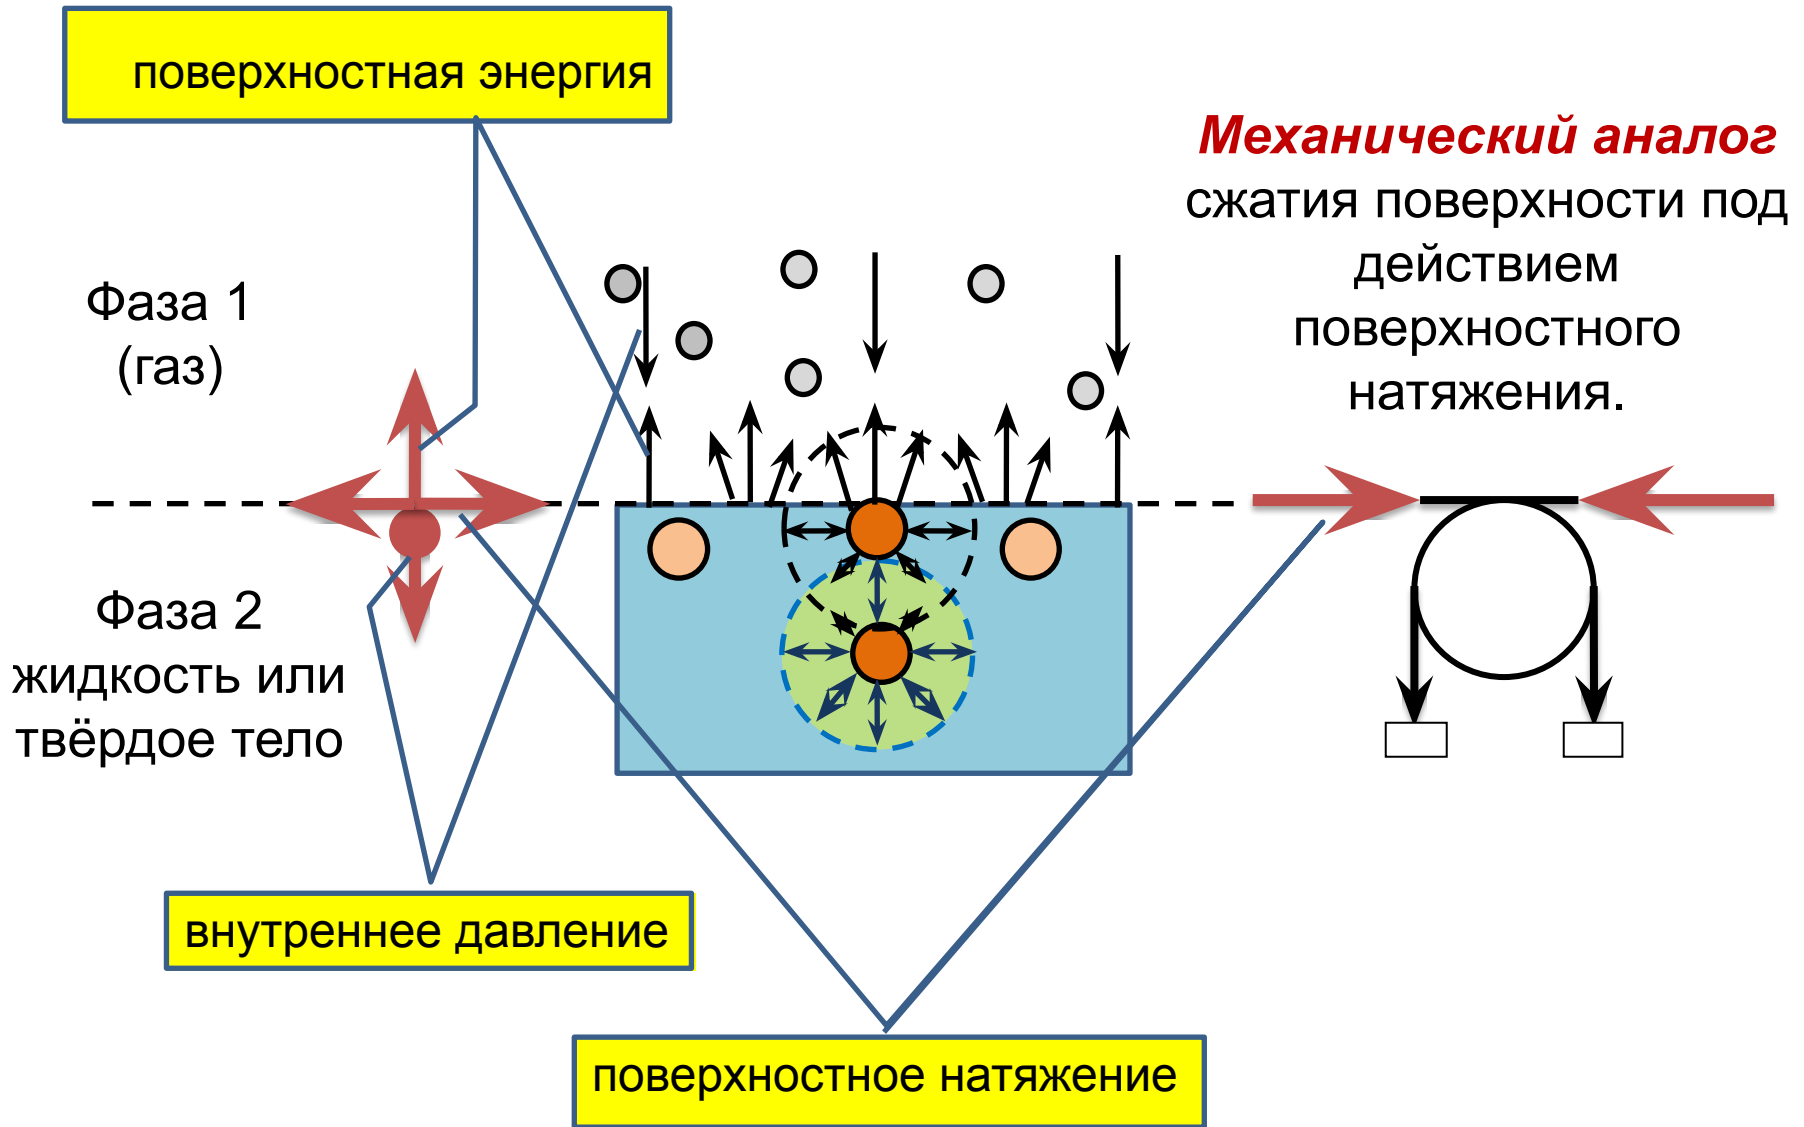 поверхностная энергия
Механический аналог
сжатия поверхности под
действием
поверхностного
натяжения.
Фаза 1
(газ)
Фаза 2
жидкость или
твёрдое тело
внутреннее давление
поверхностное натяжение